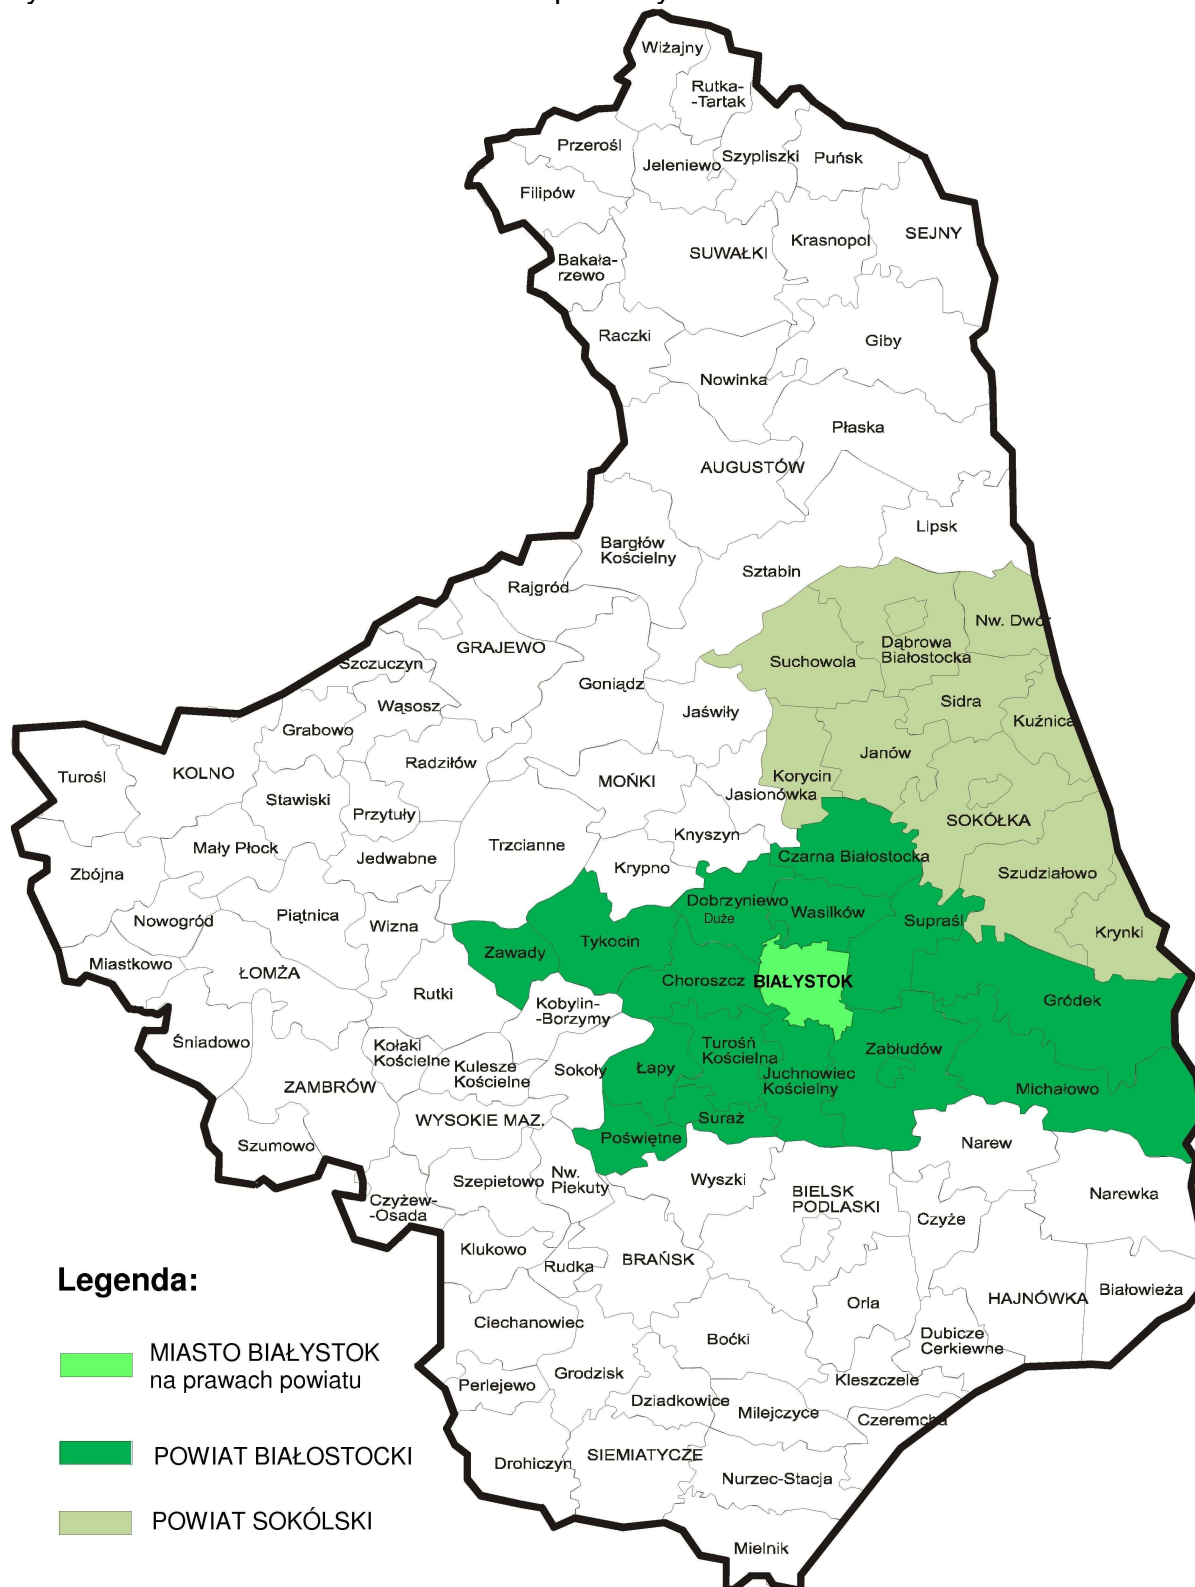 Wiżajny
Rutka-
-Tartak
Przerośl
Jeleniewo
Szypliszki
Puńsk
Filipów
SEJNY
Krasnopol
SUWAŁKI
Bakała-
rzewo
Raczki
Giby
Nowinka
Płaska
AUGUSTÓW
Lipsk
Bargłów
Kościelny
Sztabin
Rajgród
Nw. Dwór
GRAJEWO
Dąbrowa
Białostocka
Szczuczyn
Suchowola
Goniądz
Sidra
Wąsosz
Jaświły
Kuźnica
Grabowo
Janów
Radziłów
Turośl
KOLNO
Korycin
MOŃKI
Jasionówka
Stawiski
Przytuły
SOKÓŁKA
Knyszyn
Mały Płock
Trzcianne
Jedwabne
Czarna Białostocka
Krypno
Zbójna
Szudziałowo
Dobrzyniewo
Duże
Wasilków
Nowogród
Piątnica
Wizna
Supraśl
Krynki
Tykocin
Zawady
Miastkowo
ŁOMŻA
Choroszcz
BIAŁYSTOK
Rutki
Kobylin-
-Borzymy
Gródek
Śniadowo
Kołaki
Kościelne
Turośń
Kościelna
Zabłudów
Kulesze
Kościelne
Sokoły
Łapy
Juchnowiec
Kościelny
ZAMBRÓW
Michałowo
WYSOKIE MAZ.
Suraż
Szumowo
Poświętne
Narew
Szepietowo
Nw.
Piekuty
Wyszki
BIELSK
PODLASKI
Narewka
Czyżew-
-Osada
Czyże
Klukowo
Rudka
BRAŃSK
Legenda:
Białowieża
HAJNÓWKA
Orla
Ciechanowiec
Boćki
Dubicze
Cerkiewne
MIASTO BIAŁYSTOK
na prawach powiatu
Grodzisk
Perlejewo
Kleszczele
Dziadkowice
Milejczyce
Czeremcha
POWIAT BIAŁOSTOCKI
Drohiczyn
SIEMIATYCZE
Nurzec-Stacja
POWIAT SOKÓLSKI
Mielnik